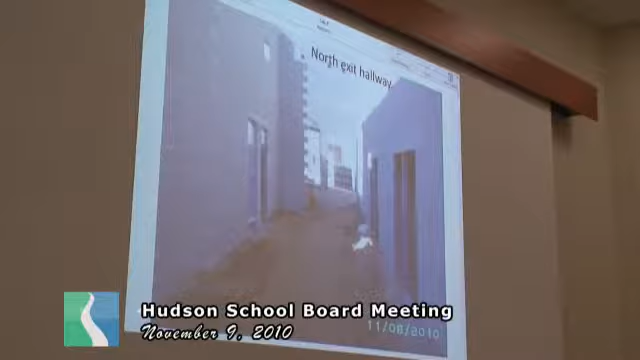 North exit hallway
Hudson School Board Meeting
November 9, 2010
11/08/2010